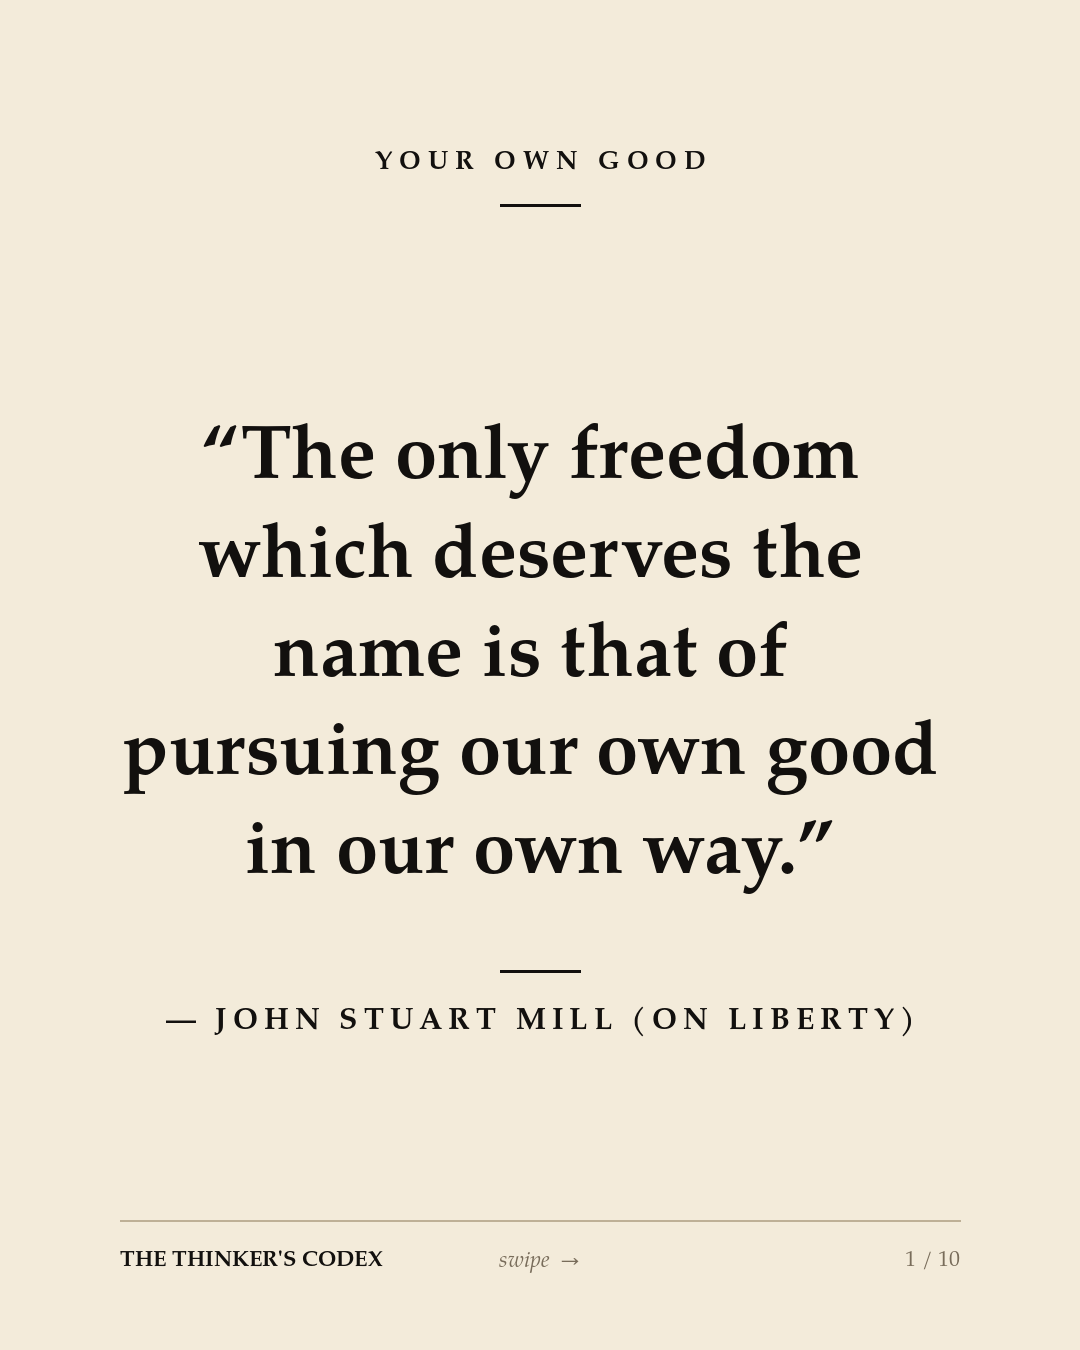 YOUR OWN GOOD
“The only freedom
which deserves the
name is that of
pursuing our own good
in our own way.”
— JOHN STUART MILL (ON LIBERTY)
THE THINKER'S CODEX
swipe →
1 / 10